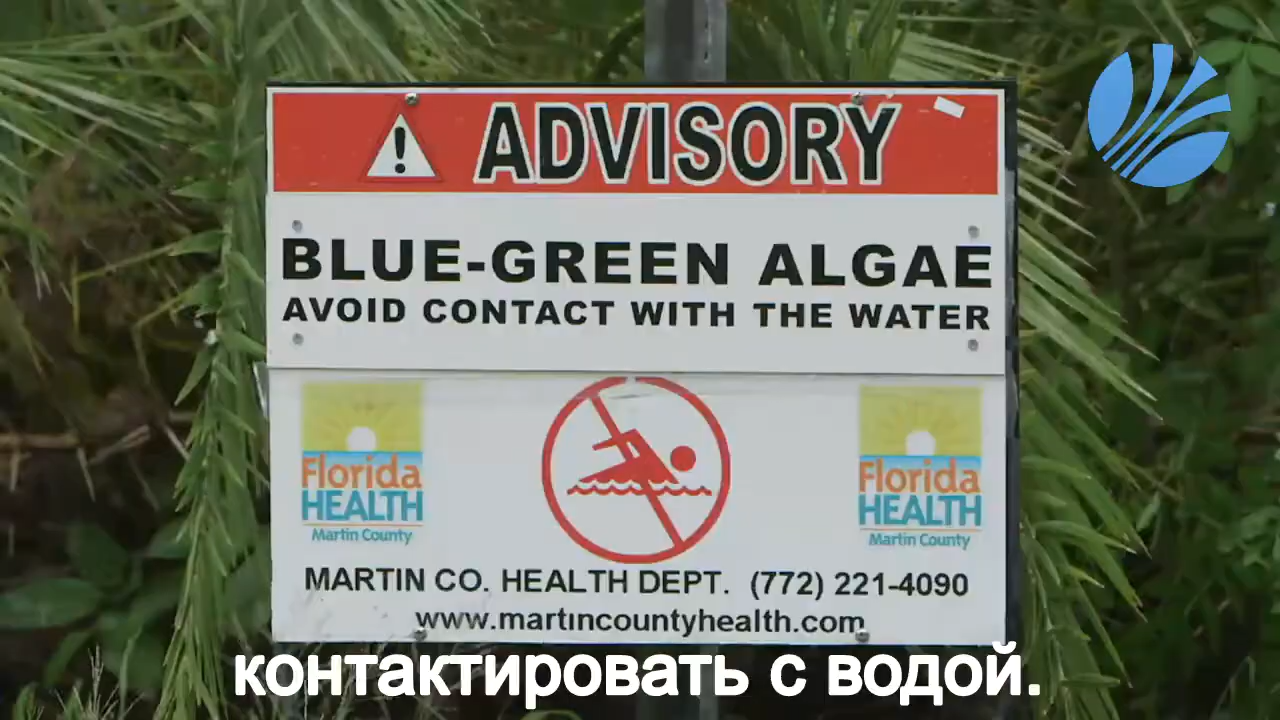 ADVISORY
BLUE-GREEN ALGAE
AVOID CONTACT WITH THE WATER
Florida
HEALTH
Martin County
Florida
HEALTH
Martin County
MARTIN CO. HEALTH DEPT. (772) 221-4090
www.martincountyhealth.com
контактировать с водой.